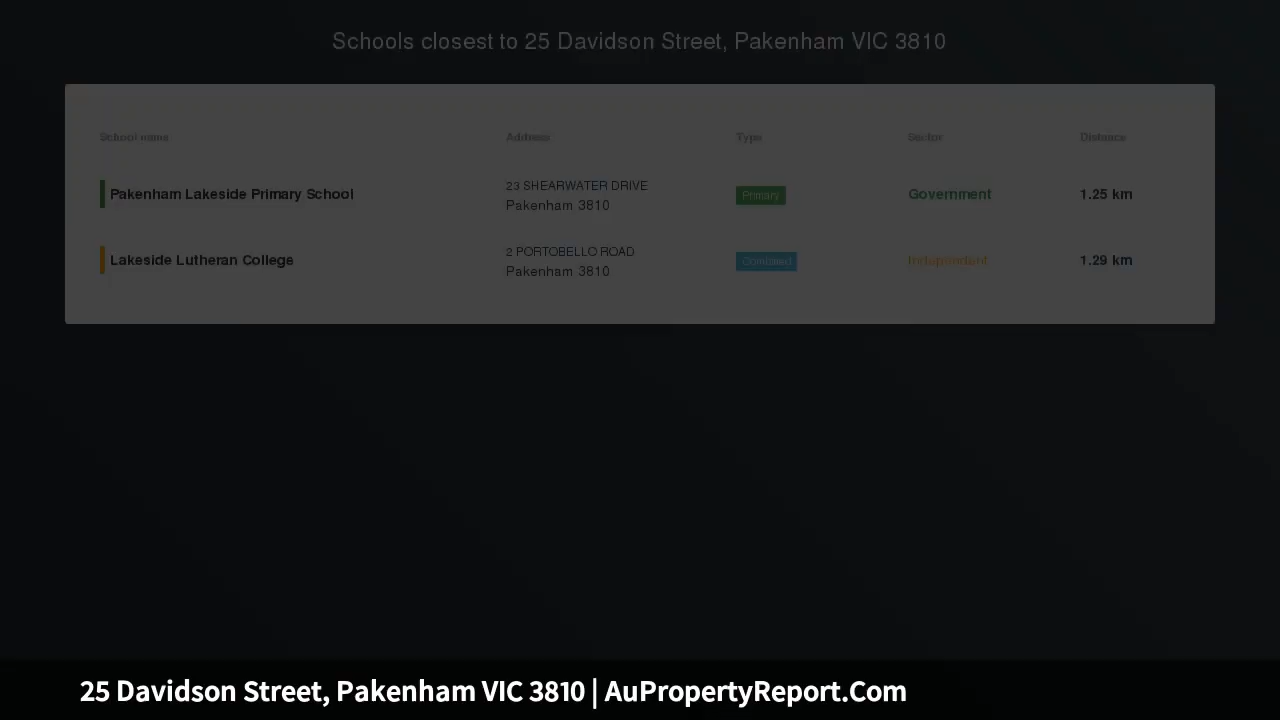 Schools closest to 25 Davidson Street, Pakenham VIC 3810
School name Address Type Sector Distance
Pakenham Lakeside Primary School 23 SHEARWATER DRIVE Pakenham 3810 Primary Government 1.25 km
Lakeside Lutheran College 2 PORTOBELLO ROAD Pakenham 3810 Combined Independent 1.29 km
25 Davidson Street, Pakenham VIC 3810 | AuPropertyReport.Com